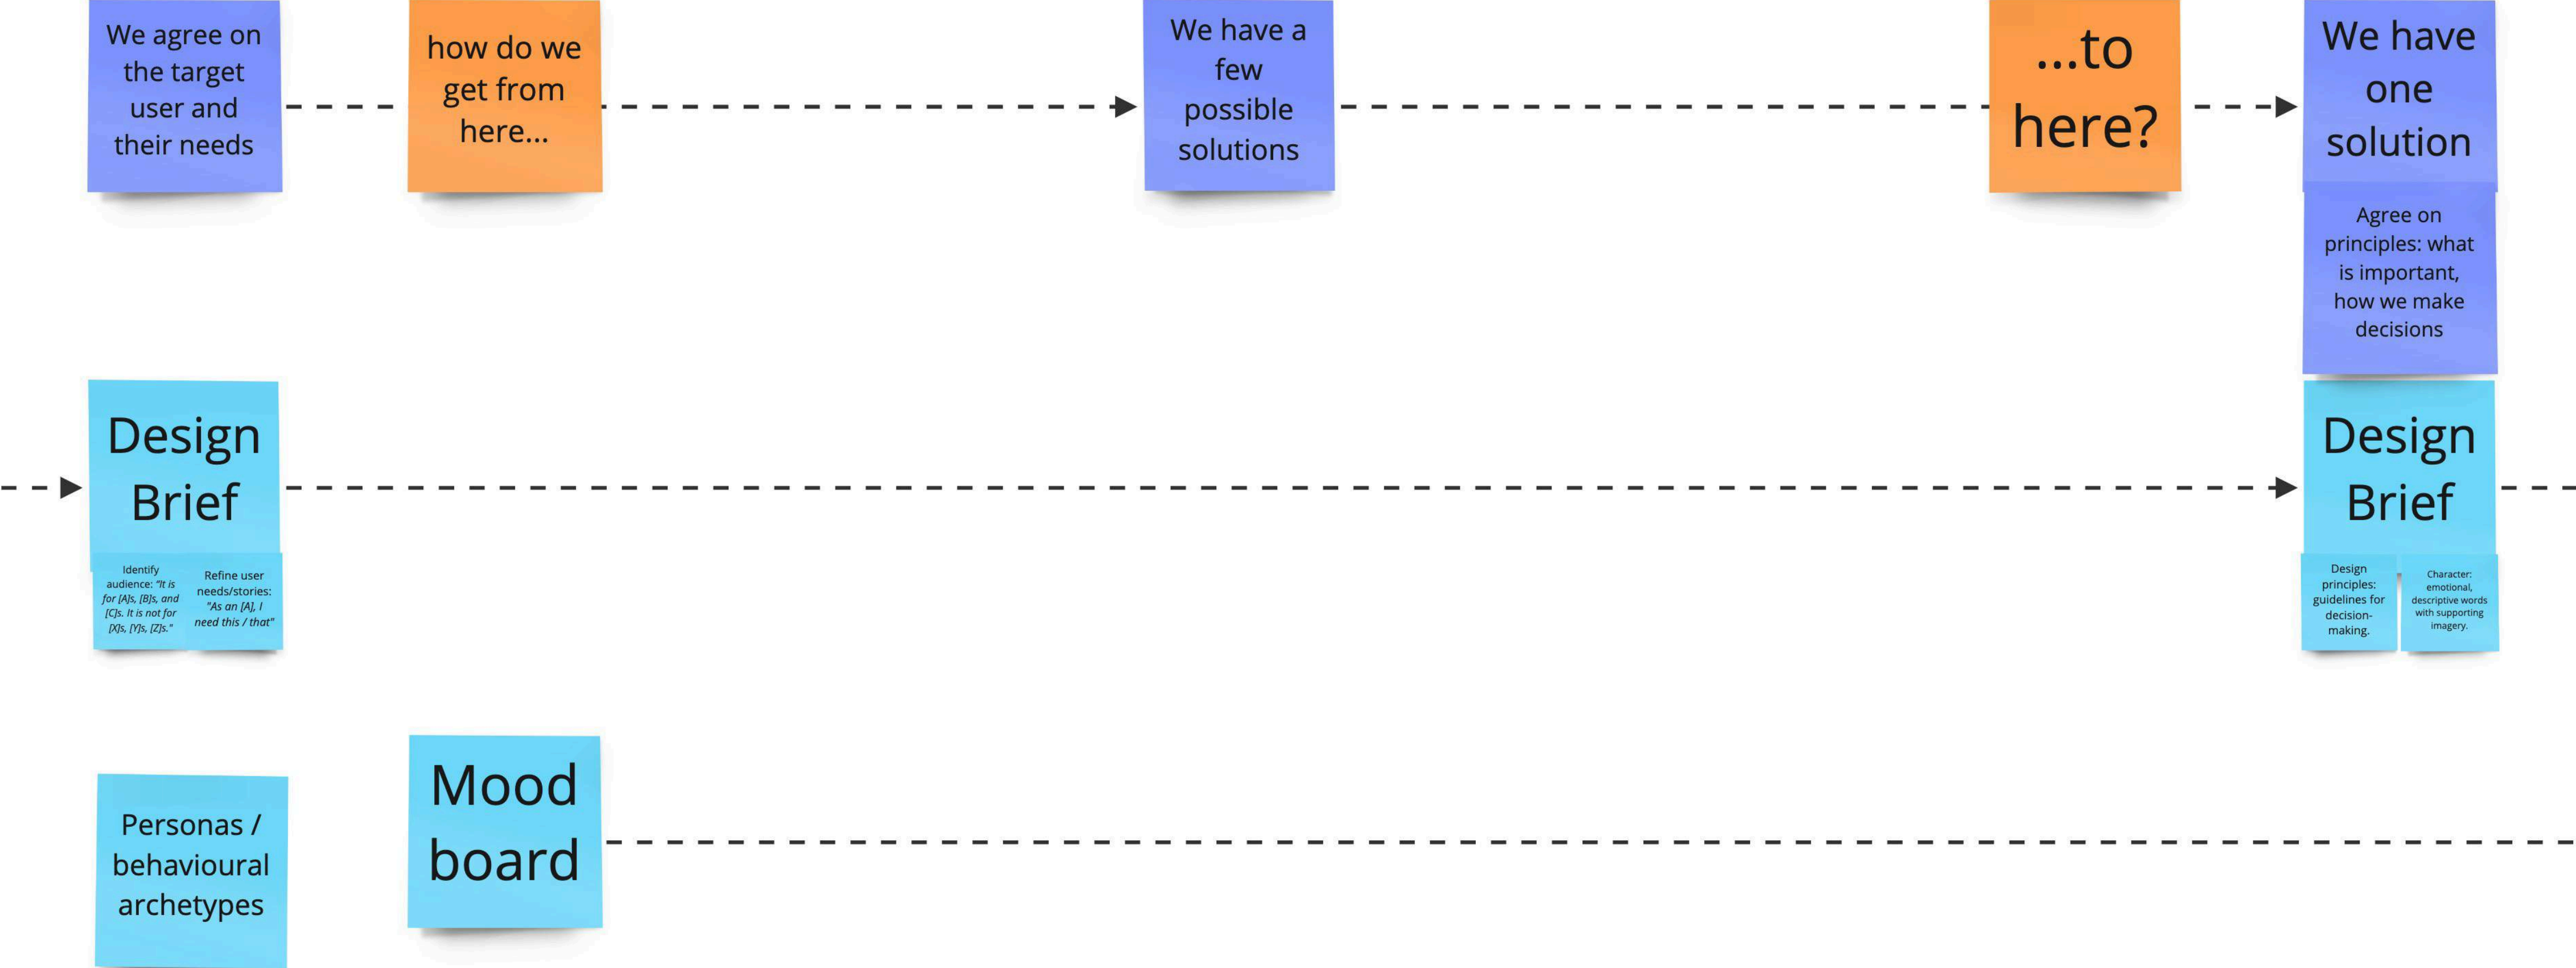 We agree on
the target
user and
their needs
how do we
get from
here...
We have a
few
possible
solutions
...to
here?
We have
one
solution
Agree on
principles: what
is important,
how we make
decisions
Design
Brief
Identify
audience: "It is
for [A]s, [B]s, and
[C]s. It is not for
[X]s, [Y]s, [Z]s."
Refine user
needs/stories:
"As an [A], I
need this / that"
Design
Brief
Design
principles:
guidelines for
decision-
making.
Character:
emotional,
descriptive words
with supporting
imagery.
Personas /
behavioural
archetypes
Mood
board